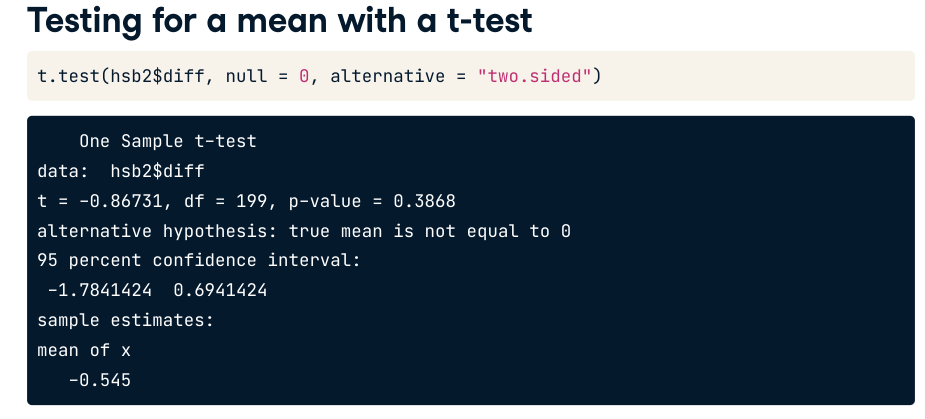 Testing for a mean with a t-test
t.test(hsb2$diff, null = 0, alternative = "two.sided")
One Sample t-test
data:  hsb2$diff
t = -0.86731, df = 199, p-value = 0.3868
alternative hypothesis: true mean is not equal to 0
95 percent confidence interval:
 -1.7841424  0.6941424
sample estimates:
mean of x
   -0.545